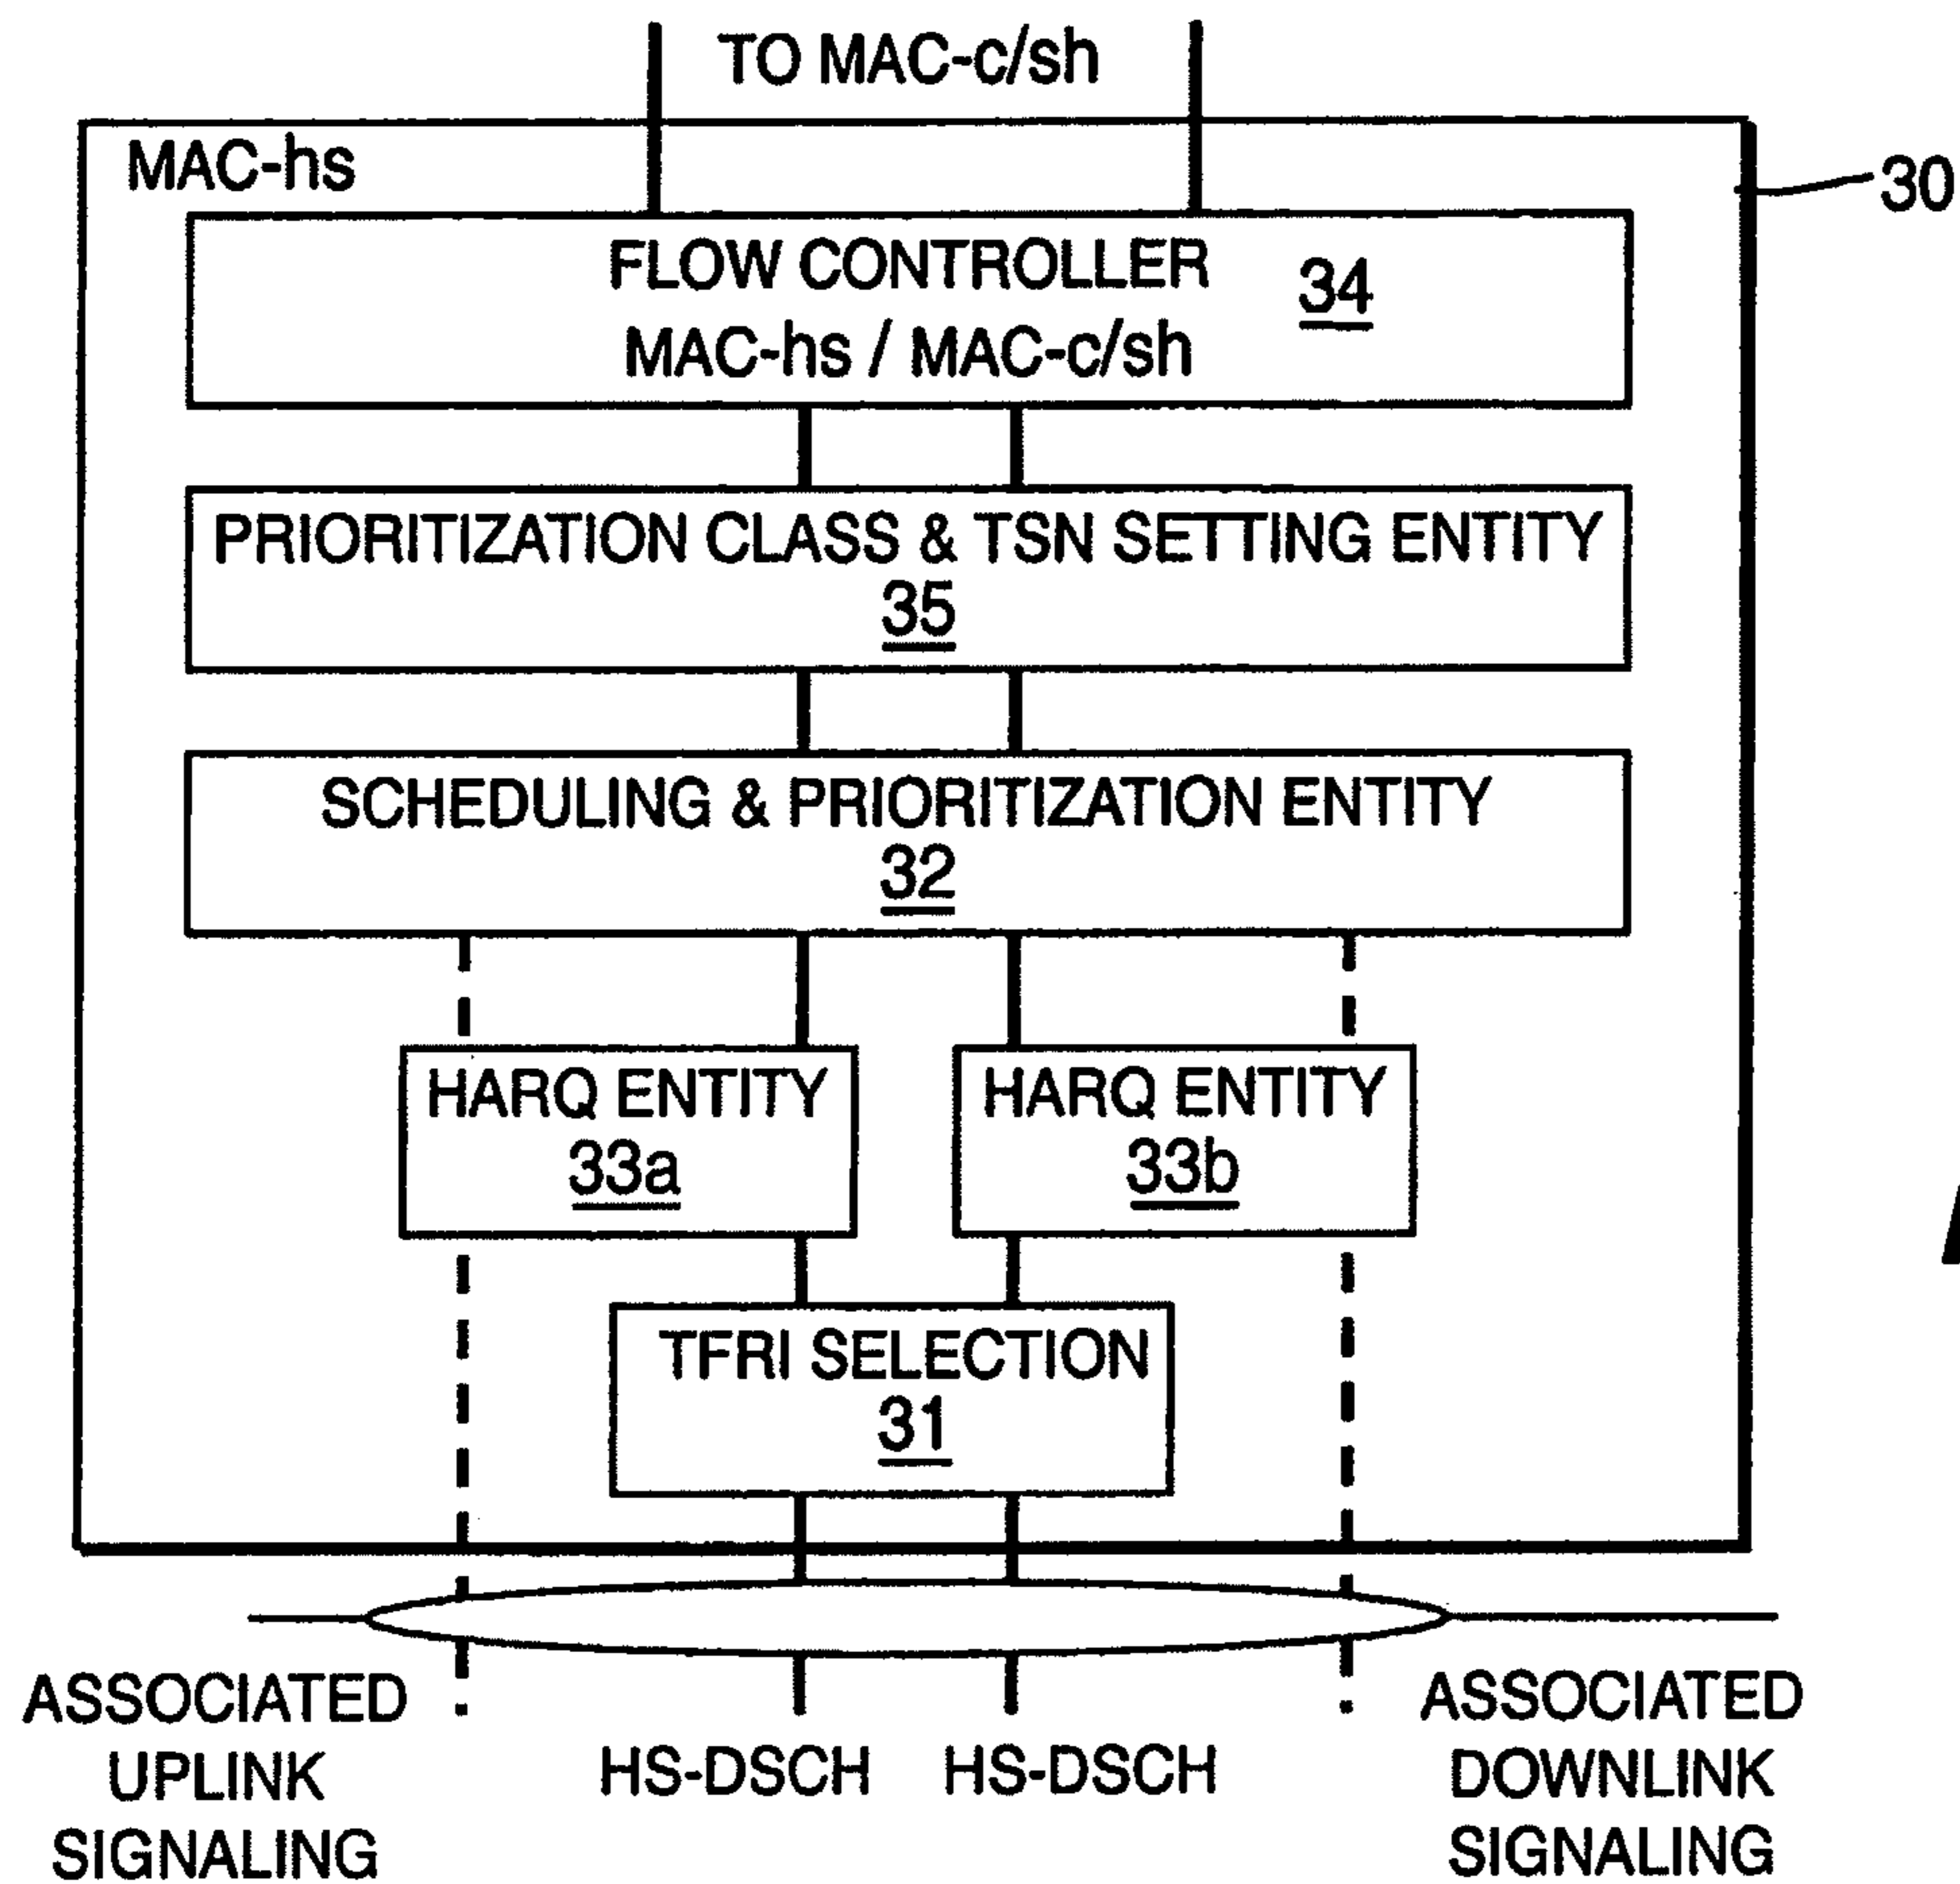 TO MAC-c/sh
MAC-hs
30
FLOW CONTROLLER
34
MAC-hs / MAC-c/sh
PRIORITIZATION CLASS & TSN SETTING ENTITY
35
SCHEDULING & PRIORITIZATION ENTITY
32
HARQ ENTITY
33a
HARQ ENTITY
33b
TFRI SELECTION
31
ASSOCIATED
UPLINK
SIGNALING
HS-DSCH
HS-DSCH
ASSOCIATED
DOWNLINK
SIGNALING